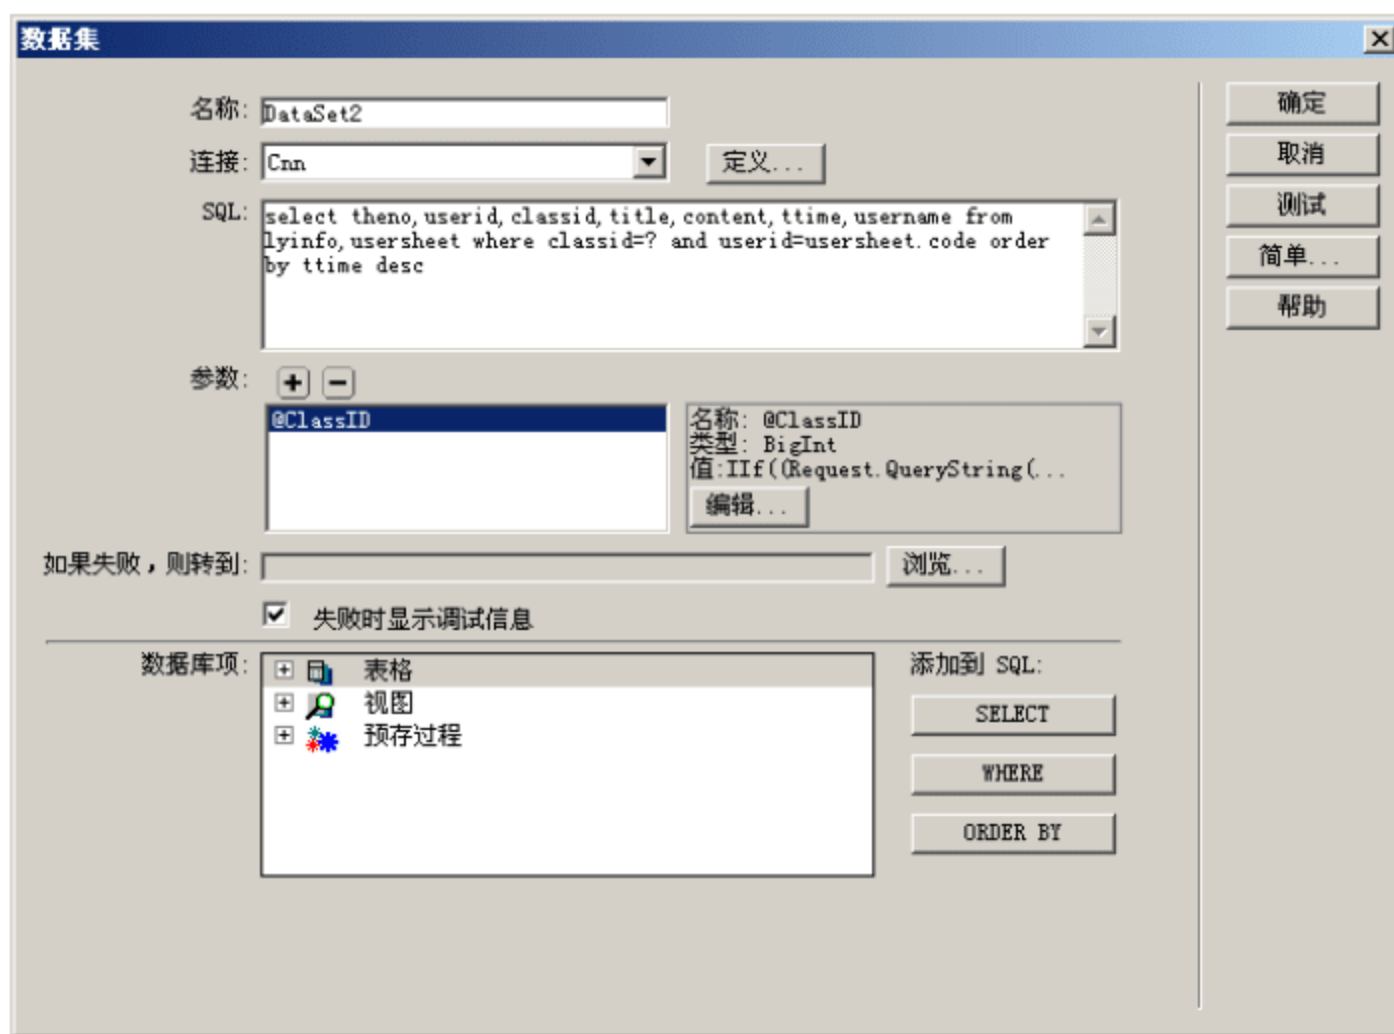 数据集
名称: DataSet2
连接: Cnn 定义...
SQL: select theno,userid,classid,title,content,ttime,username from
lyinfo,usersheet where classid=? and userid=usersheet.code order
by ttime desc
参数:
@ClassID
名称: @ClassID
类型: BigInt
值:IIf((Request.QueryString(...
编辑...
如果失败，则转到: 浏览...
失败时显示调试信息
数据库项:
表格
视图
预存过程
添加到 SQL:
SELECT
WHERE
ORDER BY
确定
取消
测试
简单...
帮助